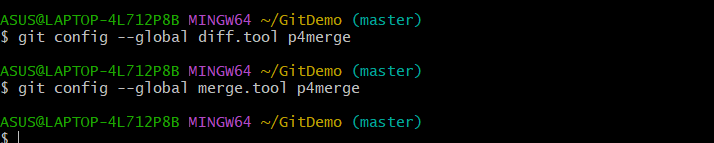 ASUS@LAPTOP-4L712P8B MINGW64 ~/GitDemo (master)
$ git config --global diff.tool p4merge
ASUS@LAPTOP-4L712P8B MINGW64 ~/GitDemo (master)
$ git config --global merge.tool p4merge
ASUS@LAPTOP-4L712P8B MINGW64 ~/GitDemo (master)
$